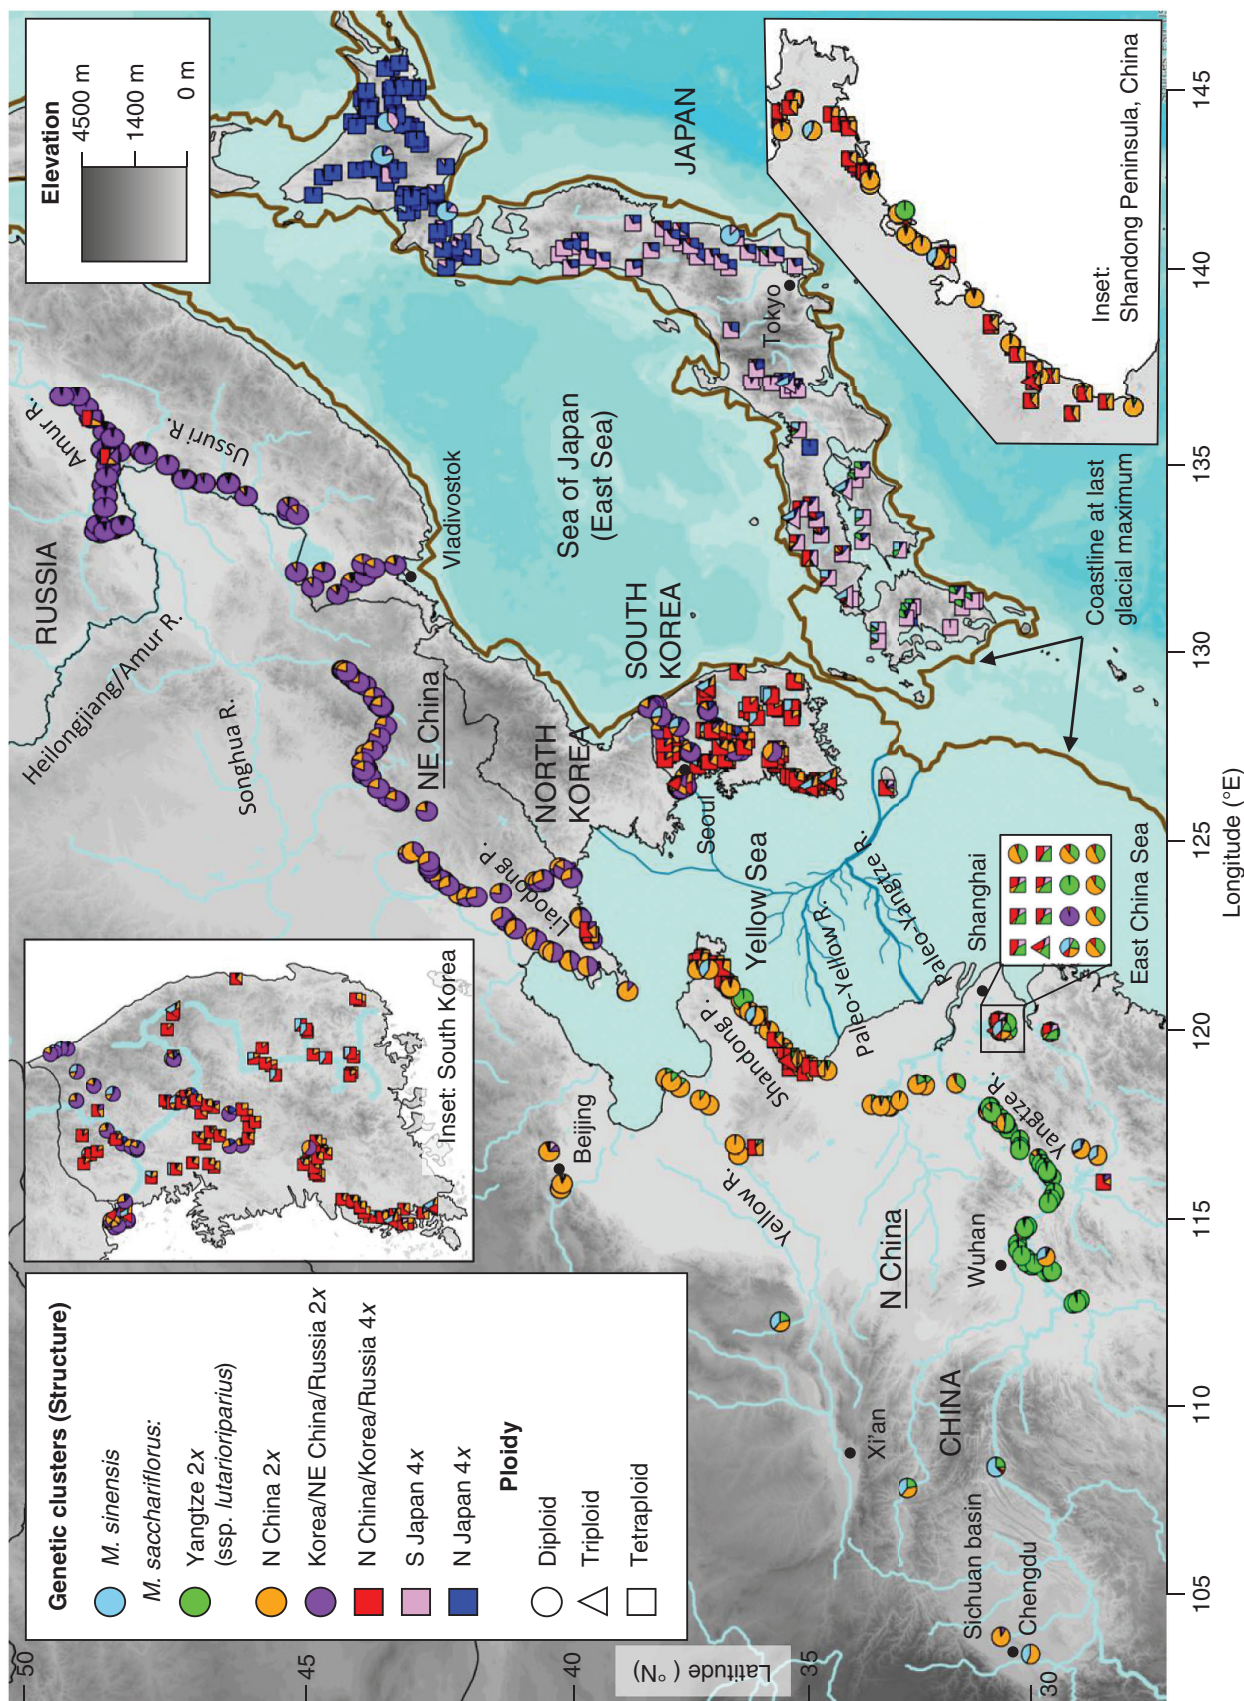 Genetic clusters (Structure)
M. sinensis
M. sacchariflorus:
Yangtze 2x
(ssp. lutarioriparius)
N China 2x
Korea/NE China/Russia 2x
N China/Korea/Russia 4x
S Japan 4x
N Japan 4x
Ploidy
Diploid
Triploid
Tetraploid
Inset: South Korea
Elevation
4500 m
1400 m
0 m
RUSSIA
Amur R.
Ussuri R.
Heilongjiang/Amur R.
Songhua R.
NE China
Vladivostok
NORTH
KOREA
Liaodong P.
SOUTH
KOREA
Seoul
Sea of Japan
(East Sea)
JAPAN
Tokyo
Beijing
Yellow Sea
Shandong P.
Yellow R.
Paleo-Yellow R.
Paleo-Yangtze R.
N China
Xi'an
CHINA
Wuhan
Yangtze R.
Shanghai
East China Sea
Sichuan basin
Chengdu
Coastline at last
glacial maximum
Inset:
Shandong Peninsula, China
Latitude (°N)
50
45
40
35
30
105
110
115
120
125
130
135
140
145
Longitude (°E)